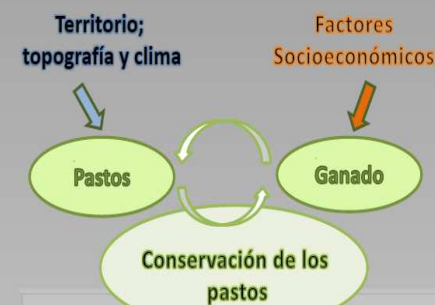 Territorio;
topografía y clima
Factores
Socioeconómicos
Pastos
Ganado
Conservación de los
pastos